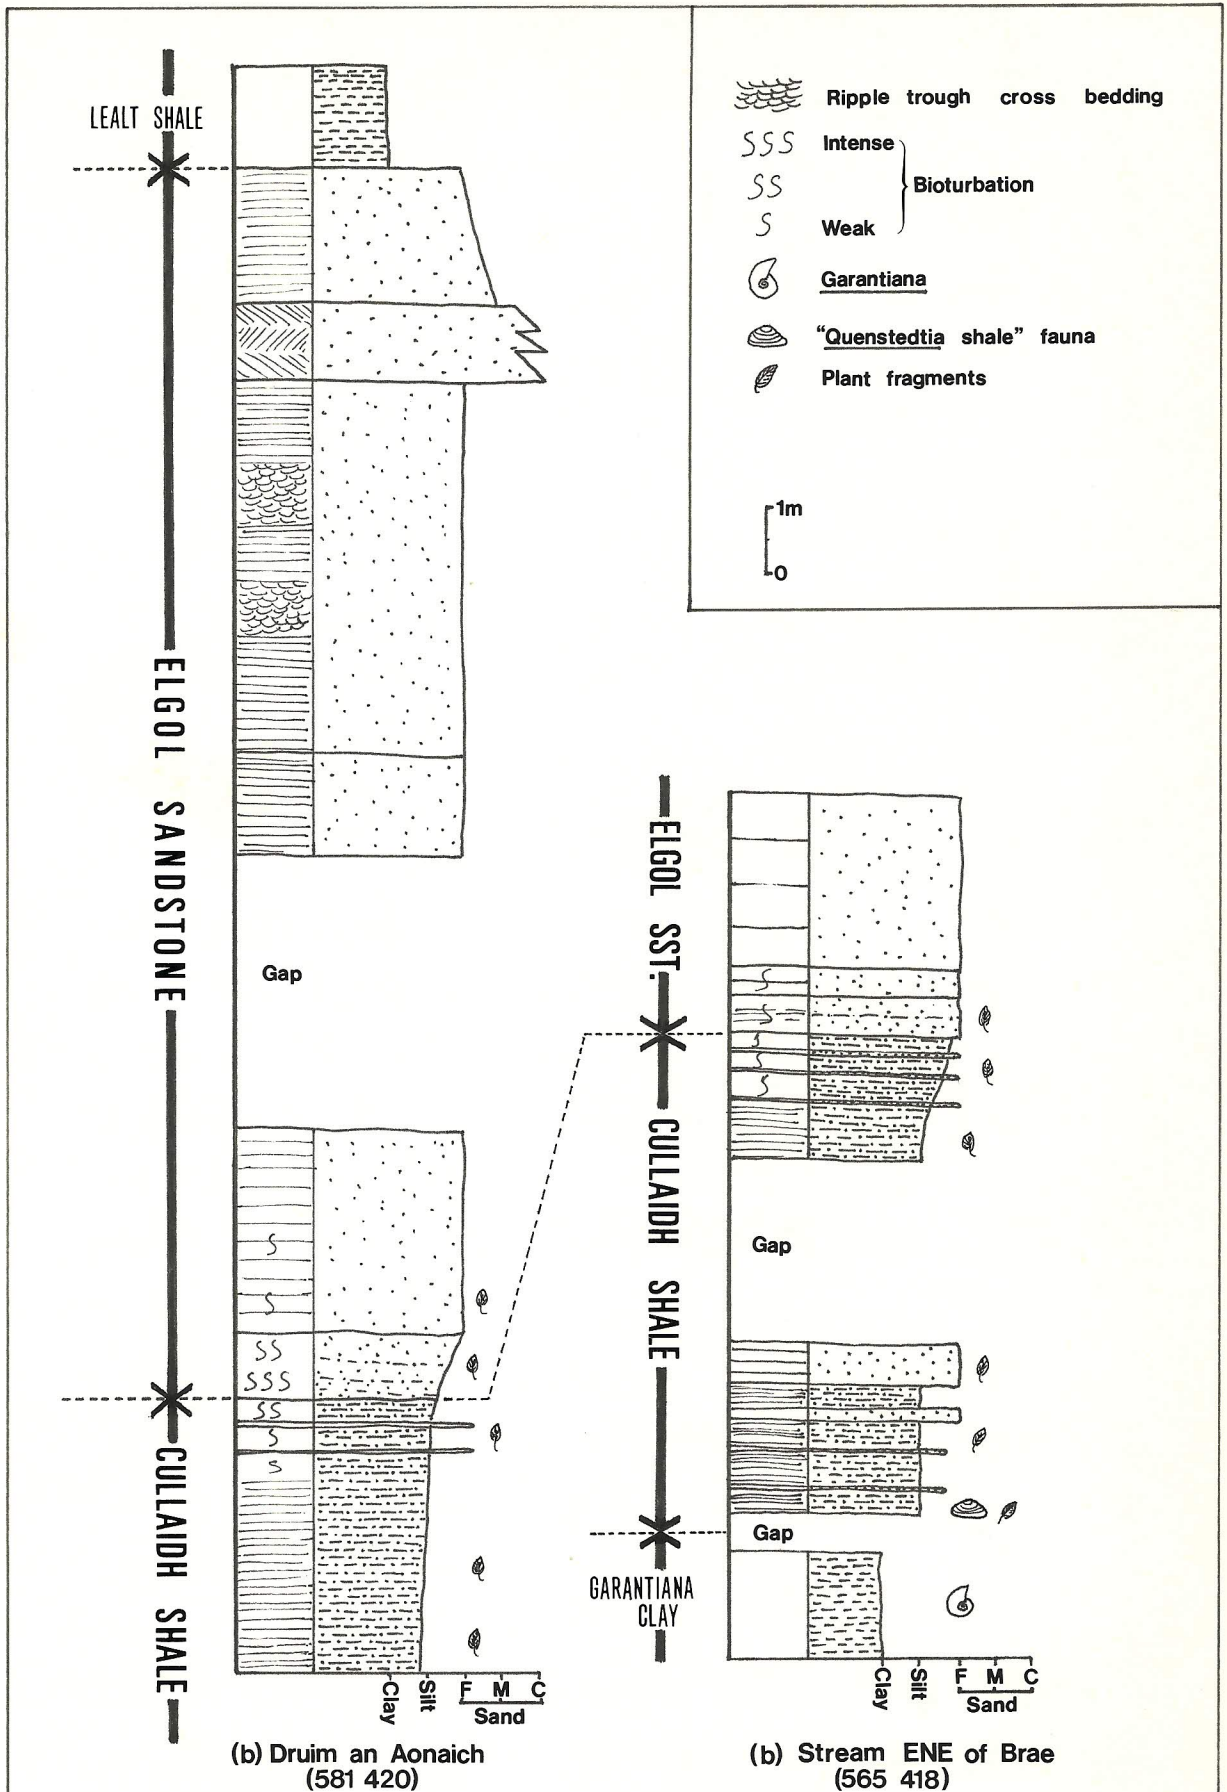 LEALT SHALE
ELGOL SANDSTONE
CULLAIDH SHALE
Gap
Clay
Silt
F M C
Sand
(b) Druim an Aonaich
(581 420)
Ripple trough cross bedding
SSS Intense
SS
Bioturbation
S Weak
Garantiana
“Quenstedtia shale” fauna
Plant fragments
1m
0
ELGOL SST.
CULLAIDH SHALE
GARANTIANA
CLAY
Gap
Gap
Clay
Silt
F M C
Sand
(b) Stream ENE of Brae
(565 418)